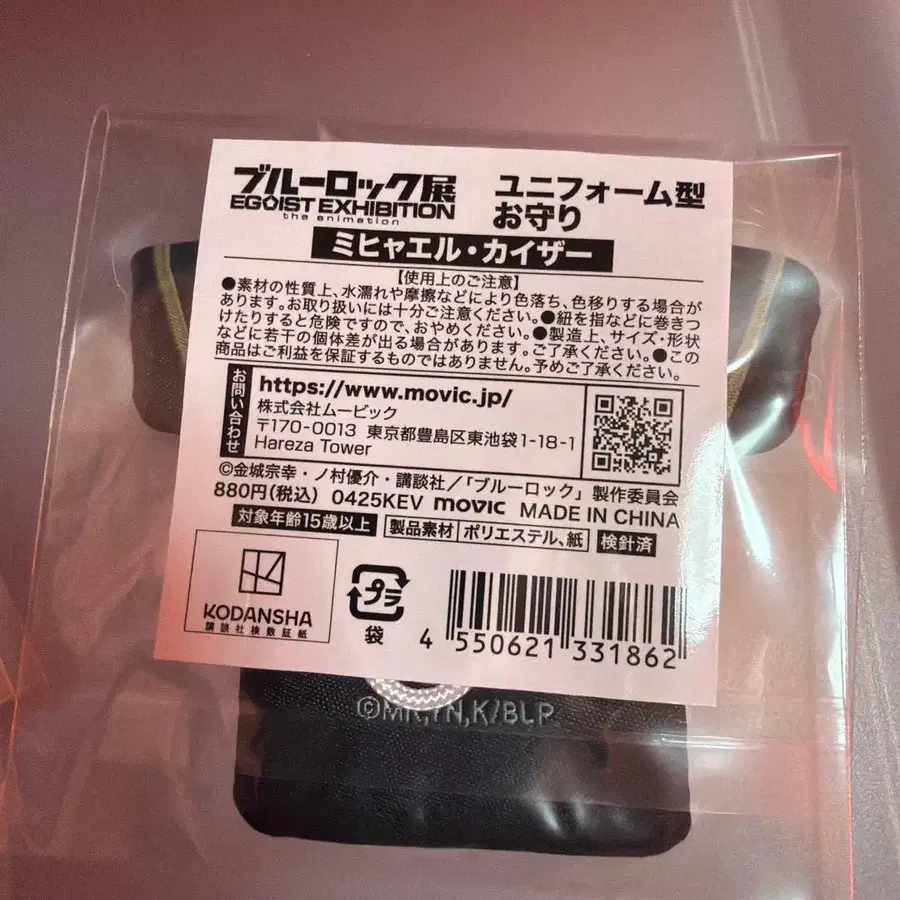 ブルーロック展
EGOIST EXHIBITION
the animation
ユニフォーム型
お守り
ミヒャエル・カイザー
【使用上のご注意】
●素材の性質上、水濡れや摩擦などにより色落ち、色移りする場合が
あります。お取り扱いには十分ご注意ください。●紐を指などに巻きつ
けたりすると危険ですので、おやめください。●製造上、サイズ・形状
などに若干の個体差が出る場合があります。ご了承ください。●この
商品はご利益を保証するものではありません。予めご了承ください。
お問い合わせ
https://www.movic.jp/
株式会社ムービック
〒170-0013 東京都豊島区東池袋1-18-1
Hareza Tower
©金城宗幸・ノ村優介・講談社/「ブルーロック」製作委員会
880円(税込) 0425KEV movic MADE IN CHINA
対象年齢15歳以上 製品素材 ポリエステル、紙 検針済
KODANSHA
講談社検数証紙
プラ
袋
4 550621 331862
©MK,YN,K/BLP